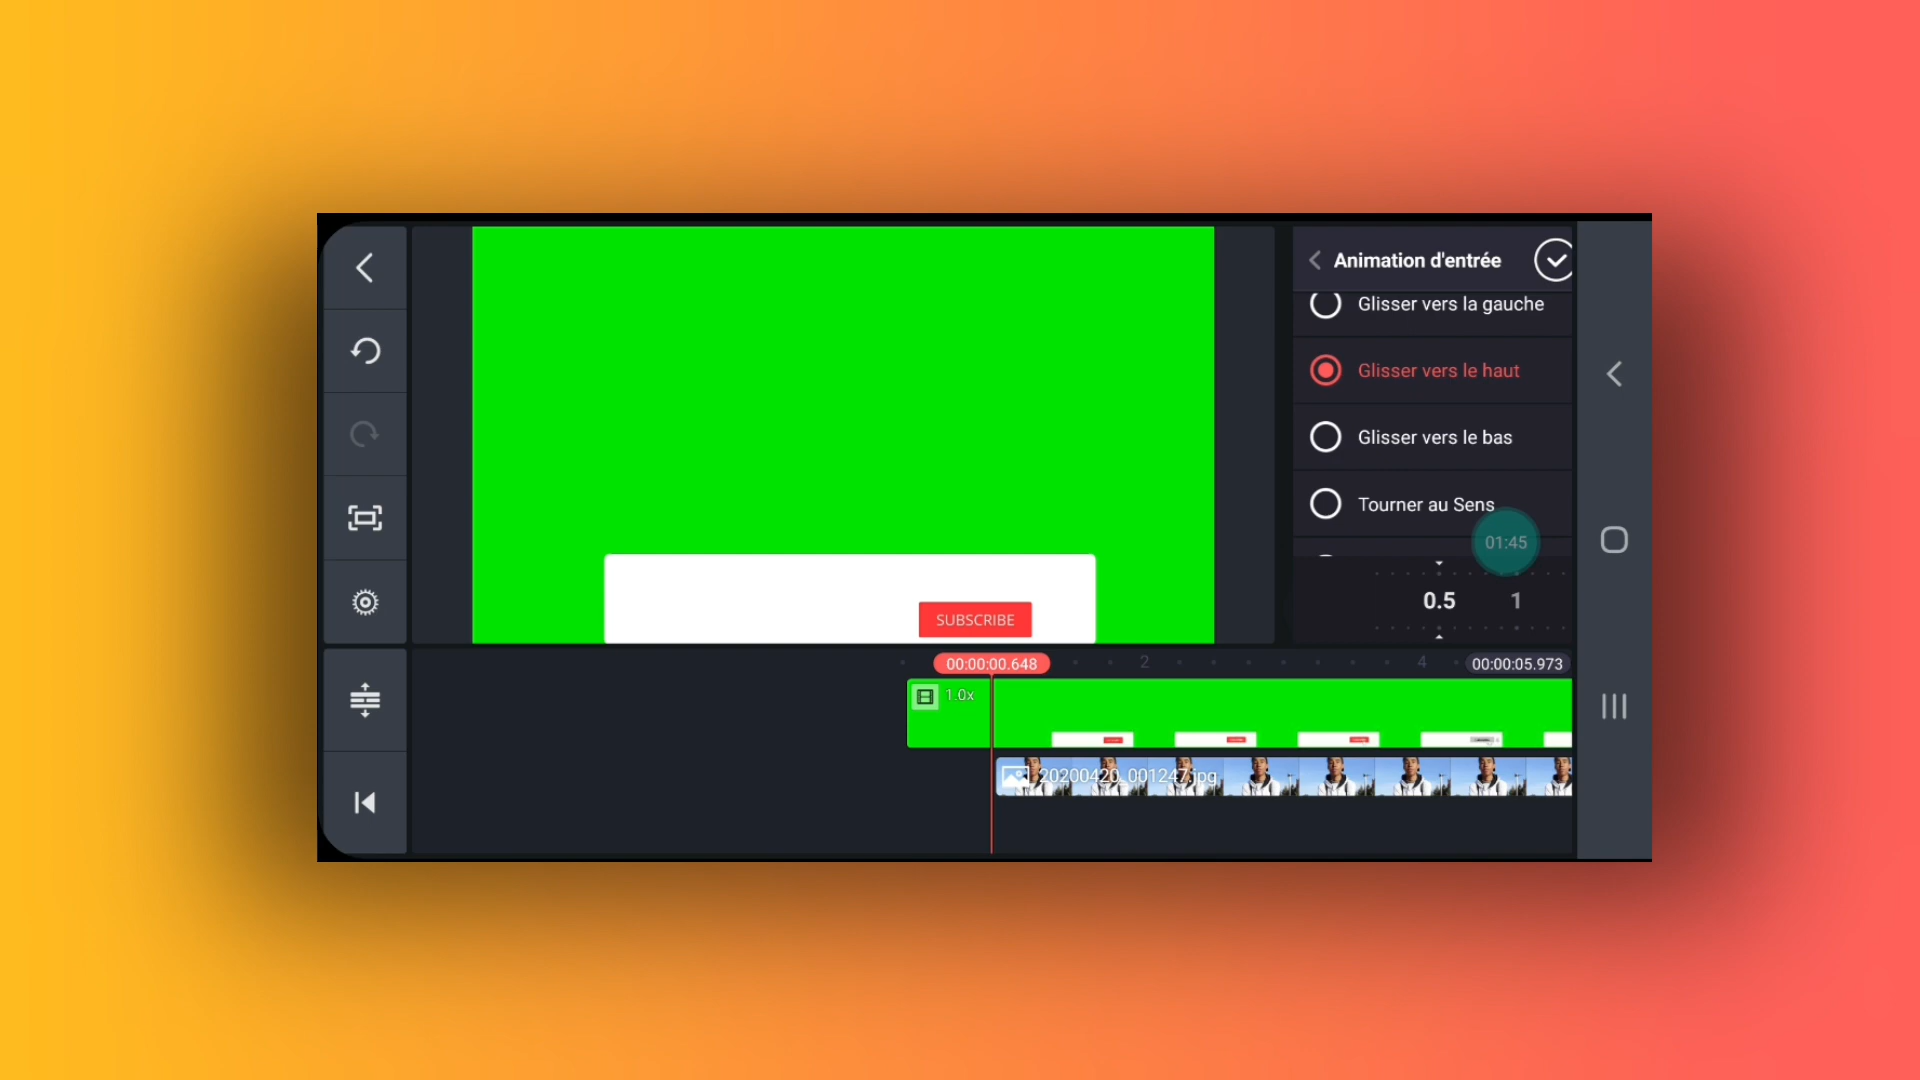 Animation d'entrée
Glisser vers la gauche
Glisser vers le haut
Glisser vers le bas
Tourner au Sens
01:45
0.5 1
SUBSCRIBE
00:00:00.648 2 4 00:00:05.973
1.0x
20200420_001247.jpg